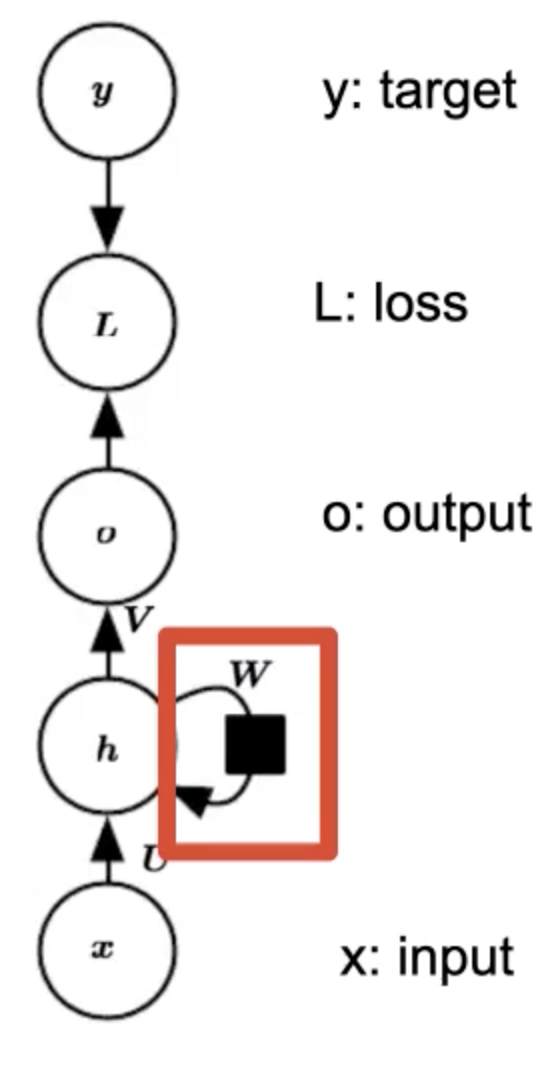 y y: target
L L: loss
o o: output
V
W
h
U
x x: input